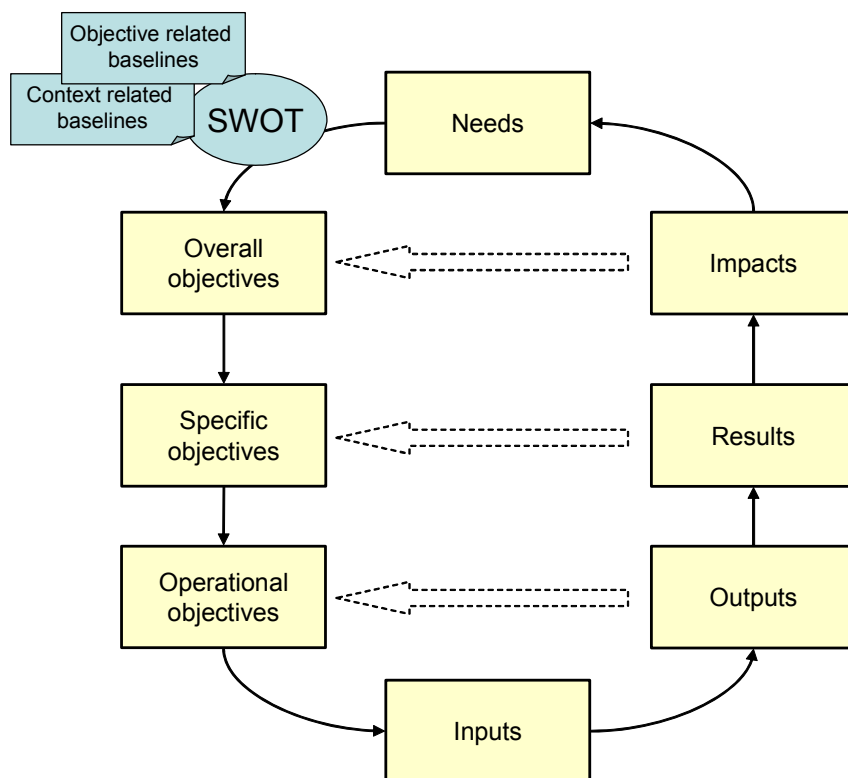 Objective related
baselines
Context related
baselines
SWOT
Needs
Overall
objectives
Impacts
Specific
objectives
Results
Operational
objectives
Outputs
Inputs